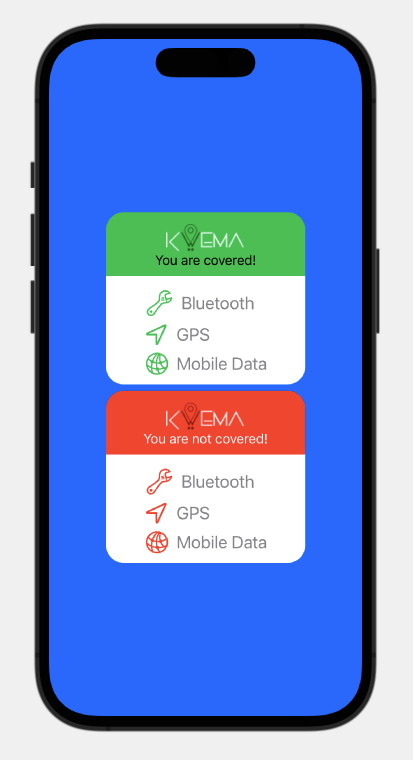 KVEMA
You are covered!
Bluetooth
GPS
Mobile Data
KVEMA
You are not covered!
Bluetooth
GPS
Mobile Data